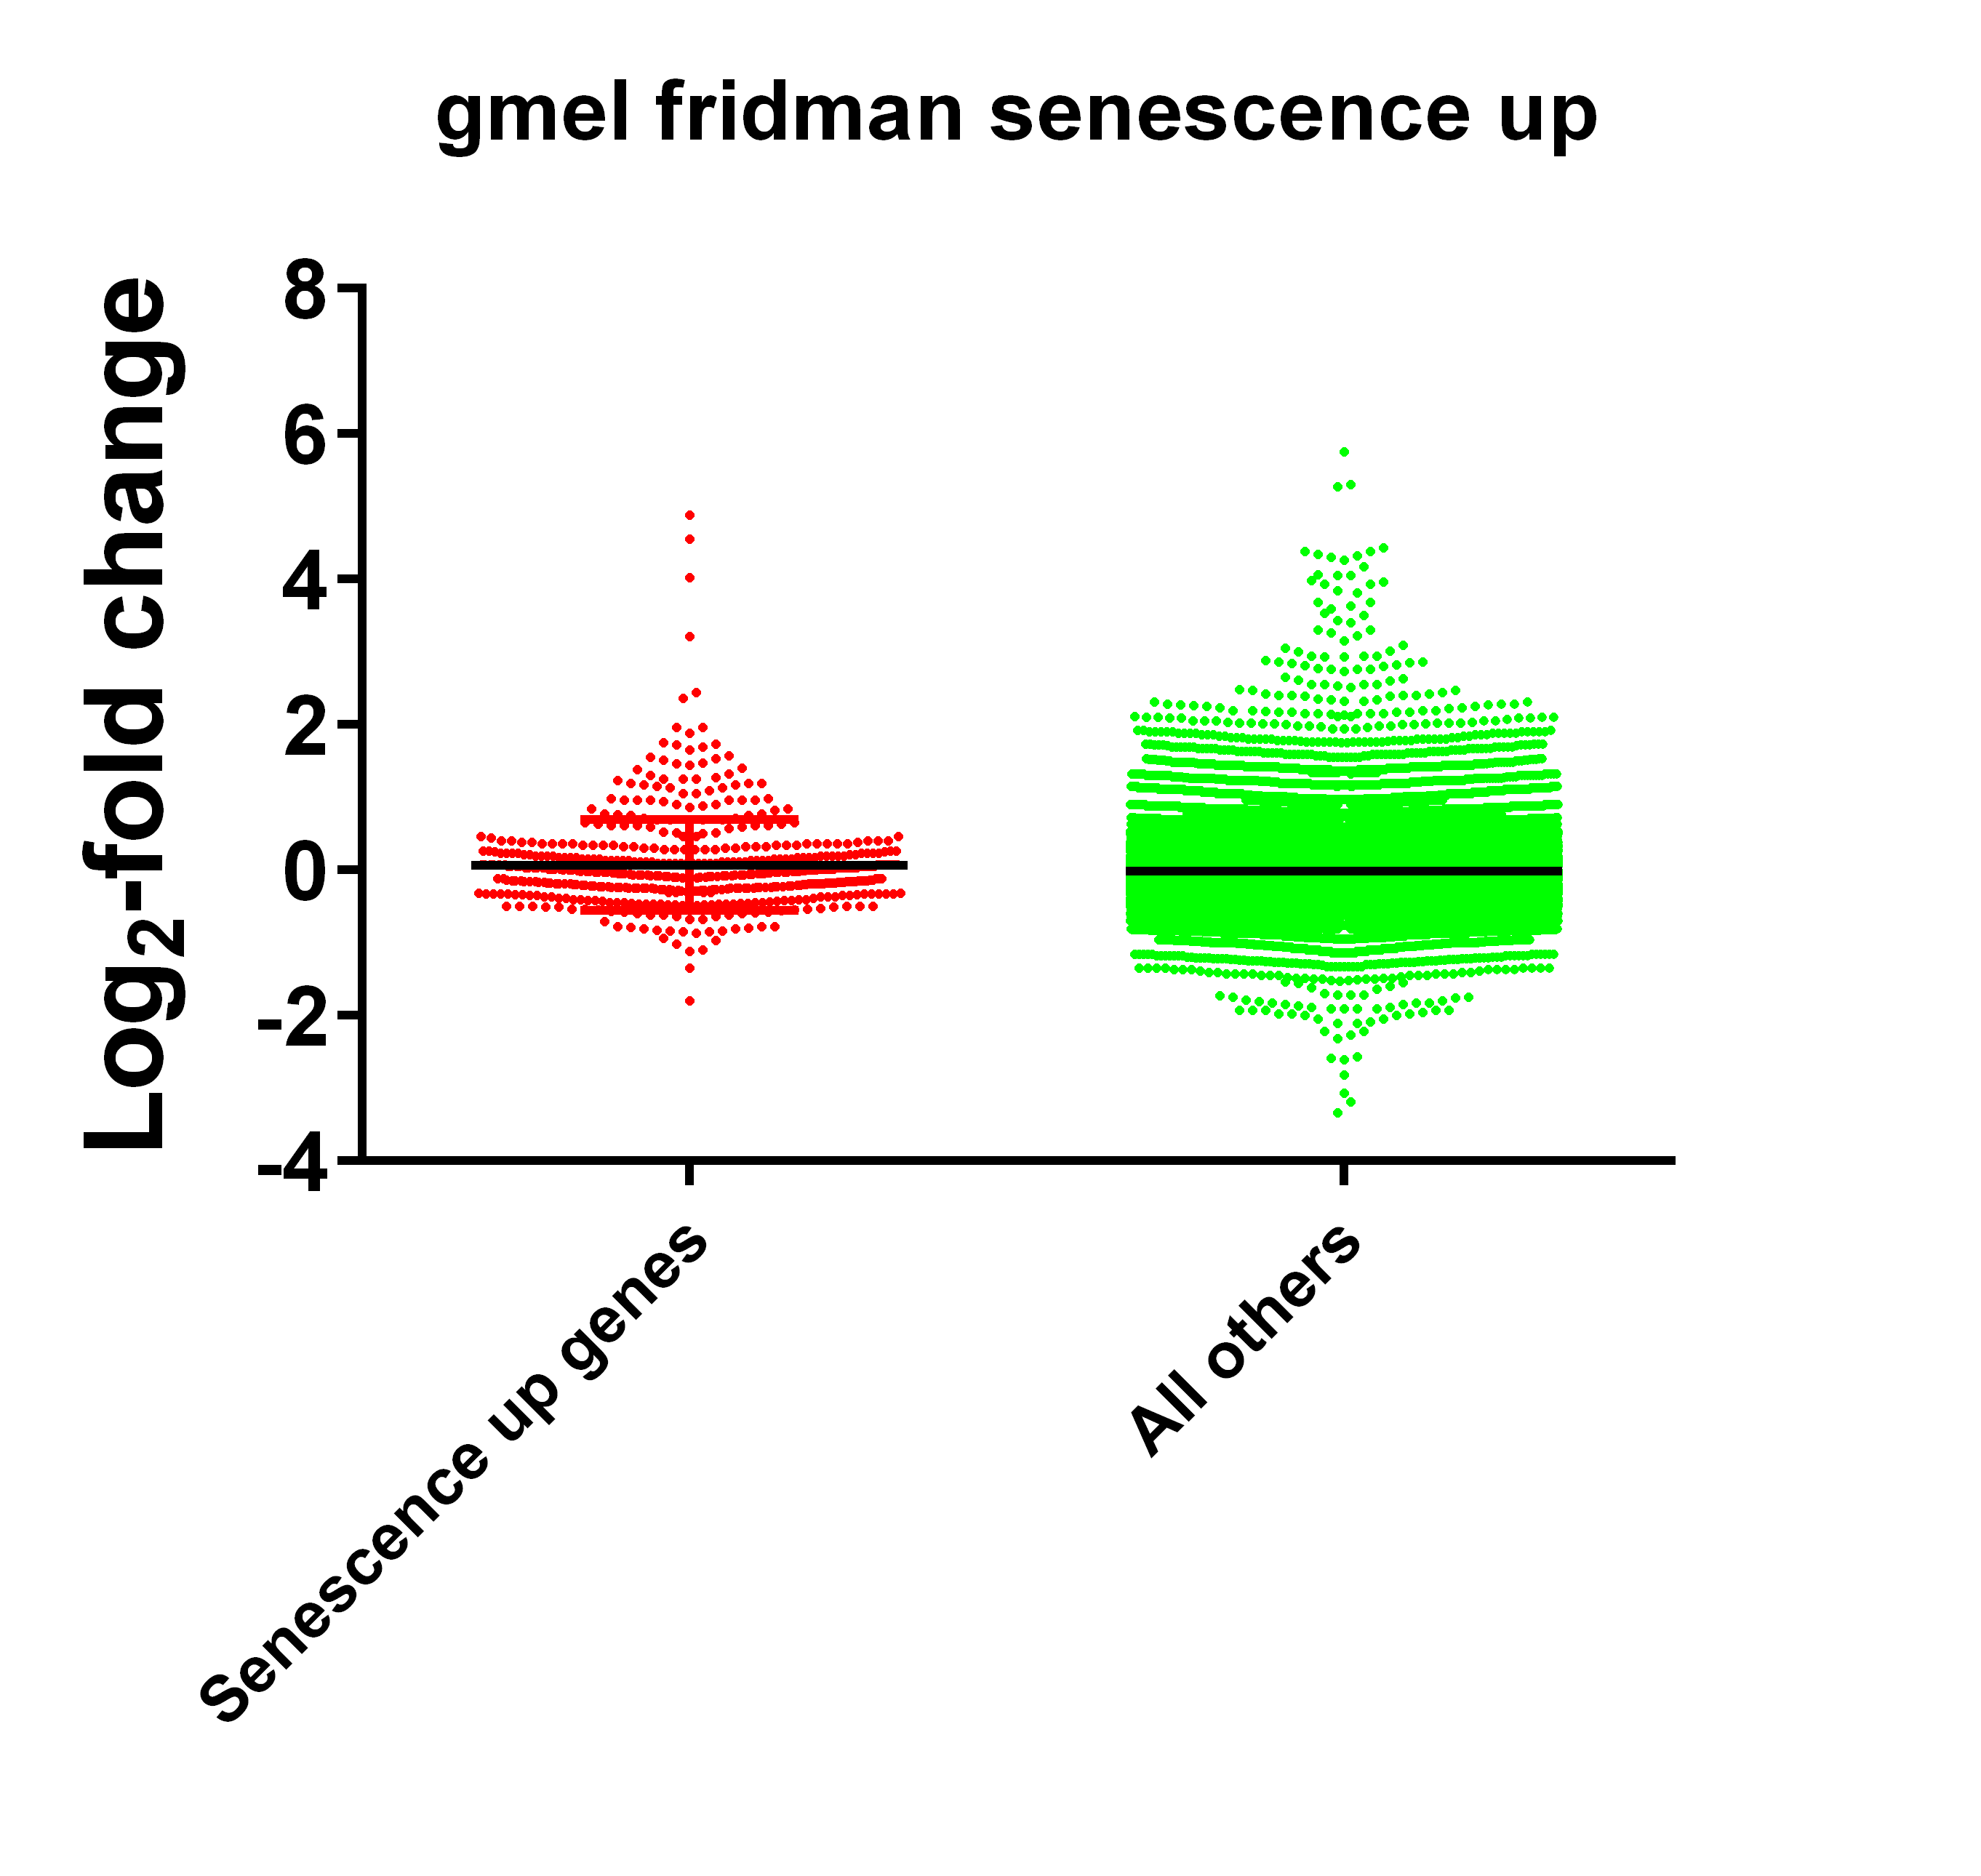 gmel fridman senescence up
Log2-fold change
8
6
4
2
0
-2
-4
Senescence up genes
All others